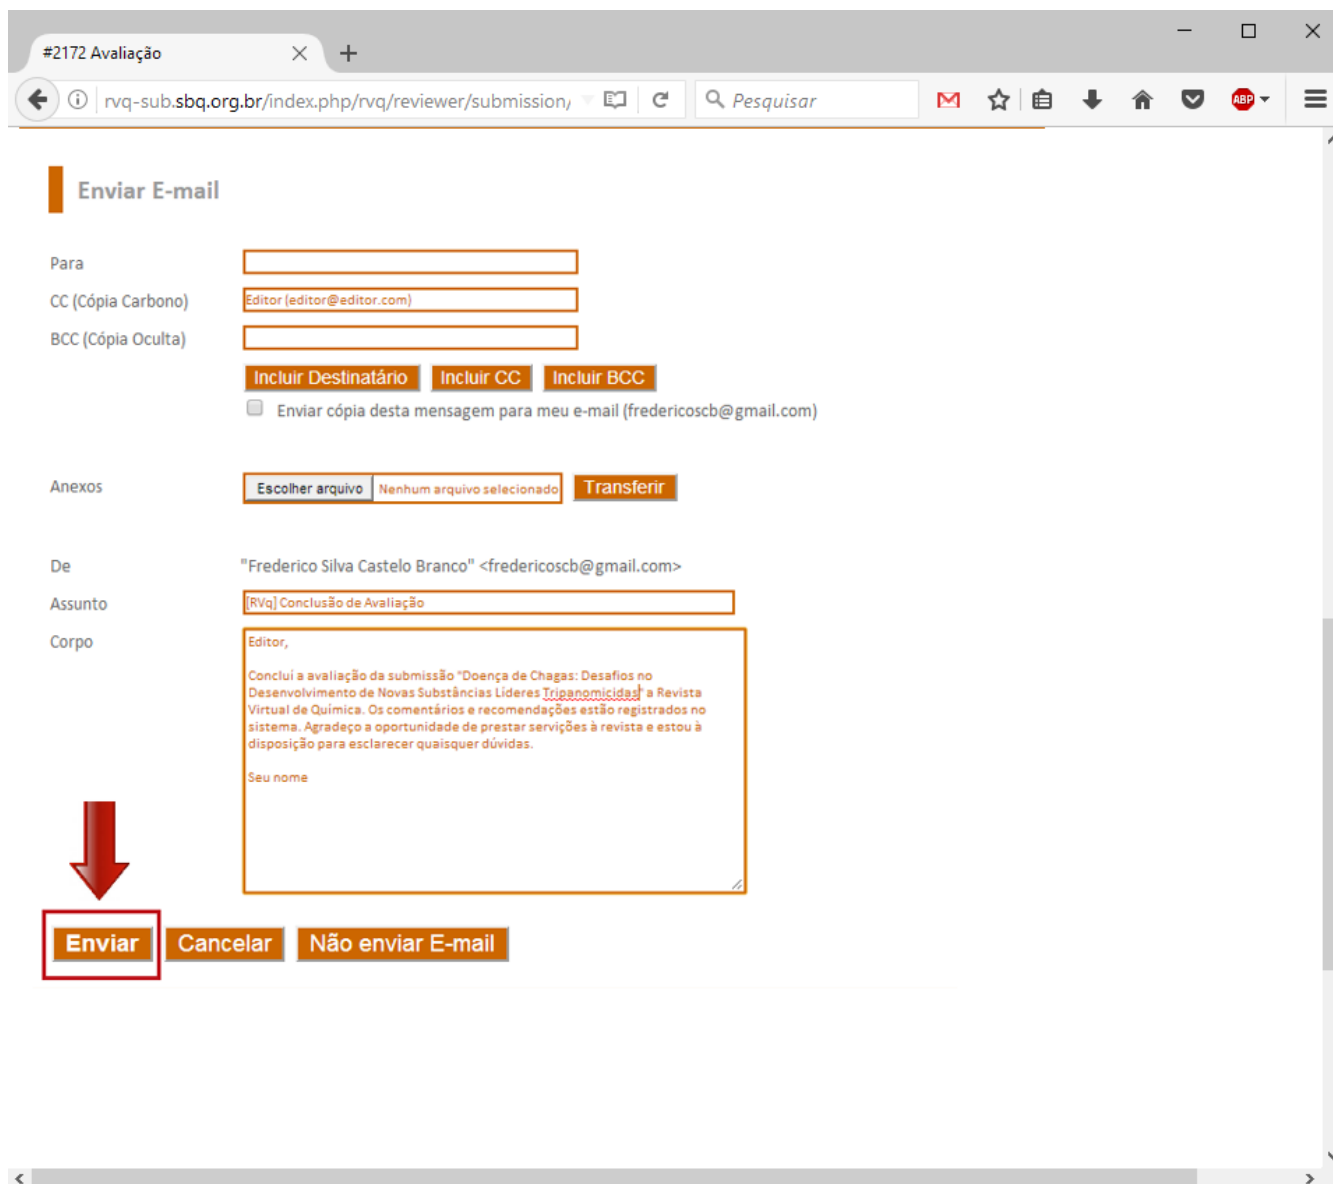 #2172 Avaliação
rvq-sub.sbq.org.br/index.php/rvq/reviewer/submission/
Pesquisar
ABP
Enviar E-mail
Para
CC (Cópia Carbono)
Editor (editor@editor.com)
BCC (Cópia Oculta)
Incluir Destinatário Incluir CC Incluir BCC
Enviar cópia desta mensagem para meu e-mail (fredericoscb@gmail.com)
Anexos
Escolher arquivo Nenhum arquivo selecionado Transferir
De
"Frederico Silva Castelo Branco" <fredericoscb@gmail.com>
Assunto
[RVq] Conclusão de Avaliação
Corpo
Editor,
Conclui a avaliação da submissão "Doença de Chagas: Desafios no
Desenvolvimento de Novas Substâncias Líderes Tripanomicidas" a Revista
Virtual de Química. Os comentários e recomendações estão registrados no
sistema. Agradeço a oportunidade de prestar servições à revista e estou à
disposição para esclarecer quaisquer dúvidas.
Seu nome
Enviar Cancelar Não enviar E-mail